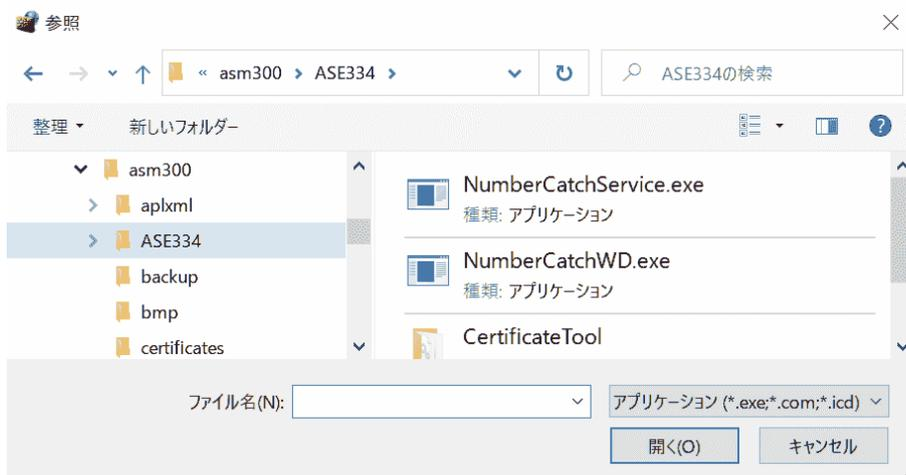 参照
« asm300 > ASE334 >
ASE334の検索
整理
新しいフォルダー
?
asm300
aplxml
ASE334
backup
bmp
certificates
NumberCatchService.exe
種類: アプリケーション
NumberCatchWD.exe
種類: アプリケーション
CertificateTool
ファイル名(N):
アプリケーション (*.exe;*.com;*.icd)
開く(O)
キャンセル